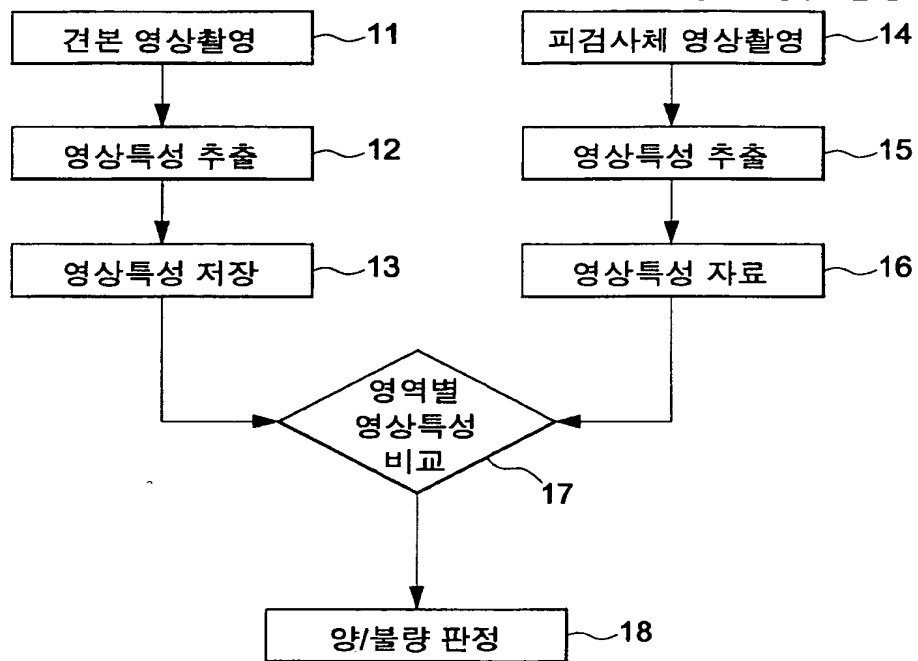 견본 영상촬영
11
피검사체 영상촬영
14
영상특성 추출
12
영상특성 추출
15
영상특성 저장
13
영상특성 자료
16
영역별
영상특성
비교
17
양/불량 판정
18